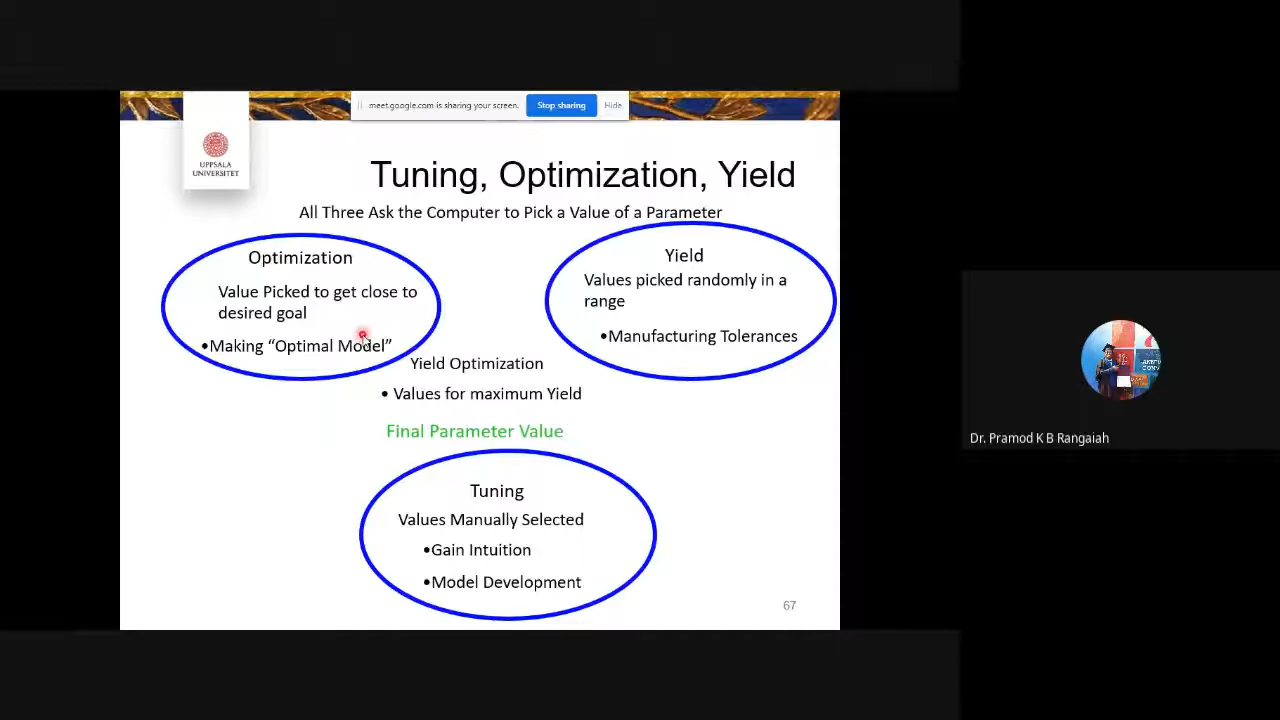 meet.google.com is sharing your screen.
Stop sharing
Hide
UPPSALA
UNIVERSITET
Tuning, Optimization, Yield
All Three Ask the Computer to Pick a Value of a Parameter
Optimization
Value Picked to get close to
desired goal
•Making “Optimal Model”
Yield
Values picked randomly in a
range
•Manufacturing Tolerances
Yield Optimization
• Values for maximum Yield
Final Parameter Value
Tuning
Values Manually Selected
•Gain Intuition
•Model Development
67
Dr. Pramod K B Rangaiah